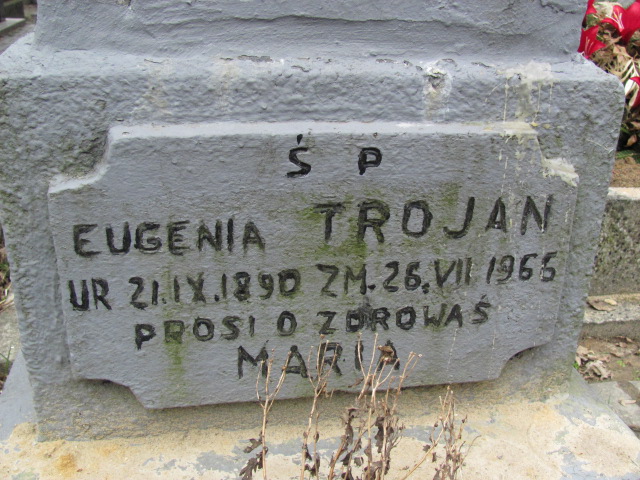 Ś P
EUGENIA TROJAN
UR 21.IX.1890 ZM.26.VII 1966
PROSI O ZDROWAŚ
MARIA